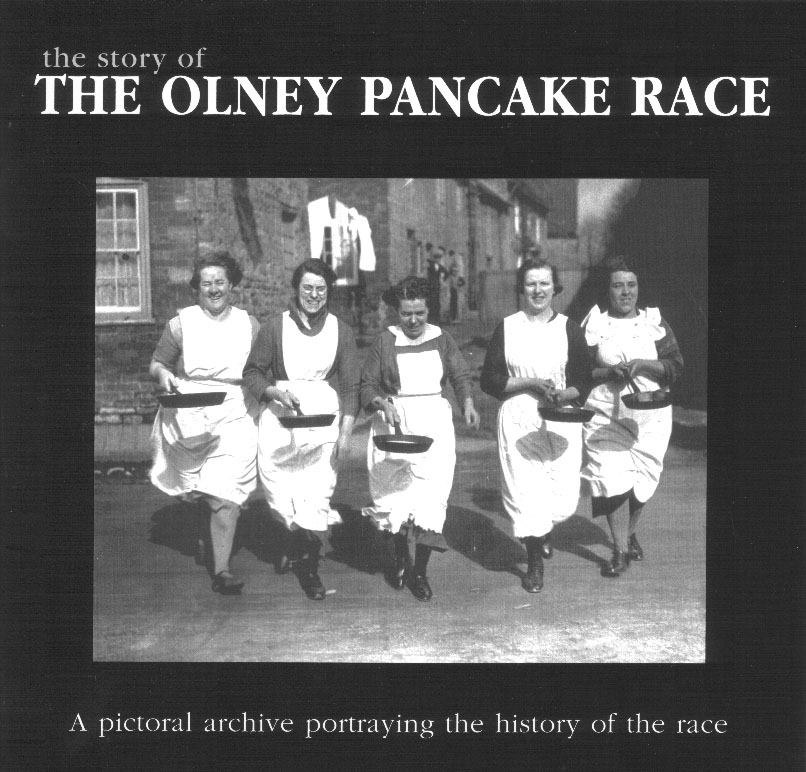 the story of
THE OLNEY PANCAKE RACE
A pictoral archive portraying the history of the race